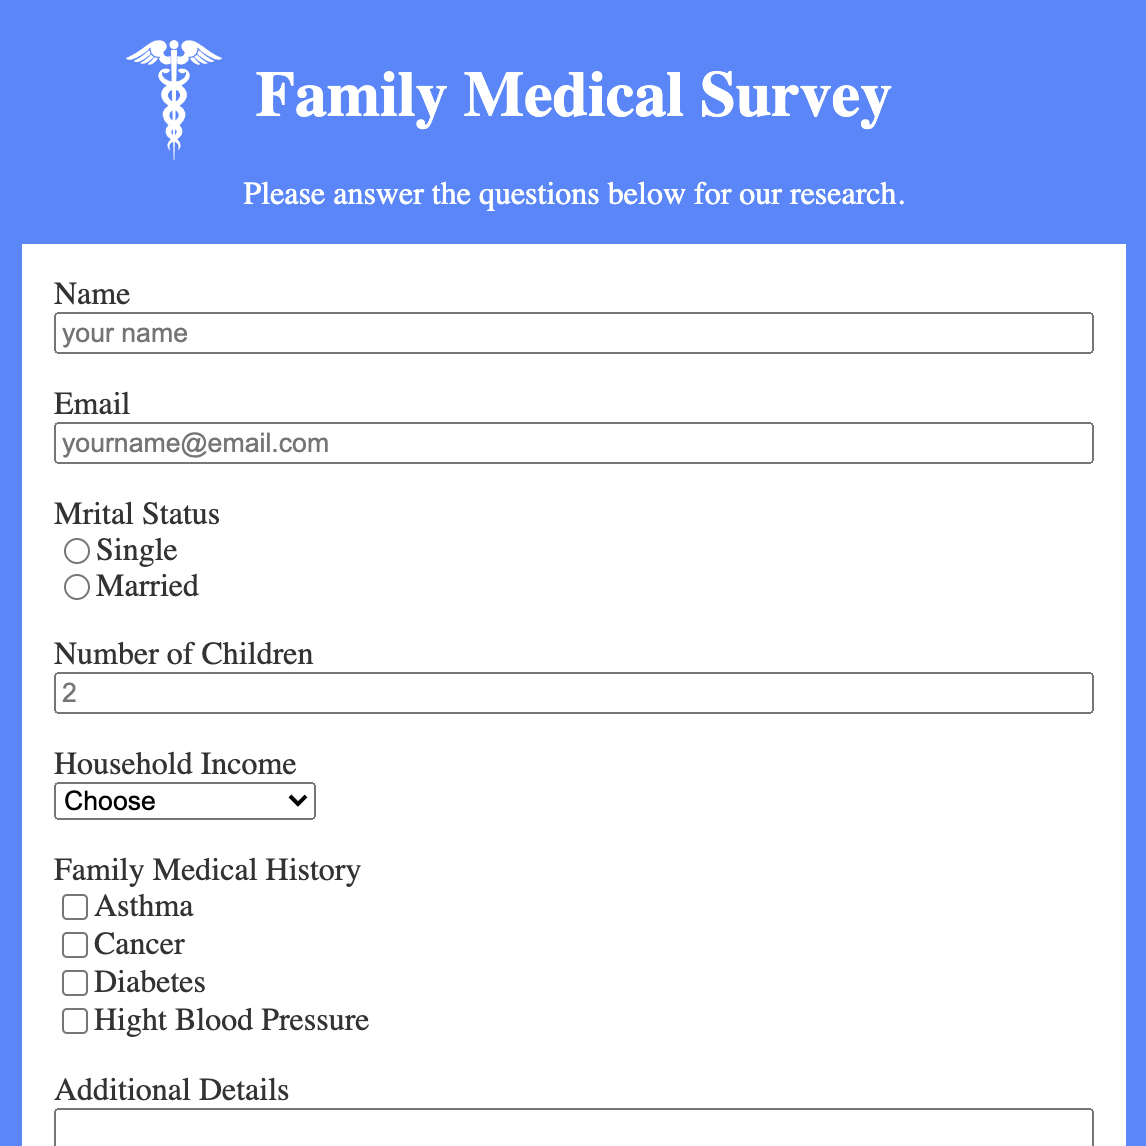 Family Medical Survey
Please answer the questions below for our research.
Name
your name
Email
yourname@email.com
Mrital Status
Single
Married
Number of Children
2
Household Income
Choose
Family Medical History
Asthma
Cancer
Diabetes
Hight Blood Pressure
Additional Details